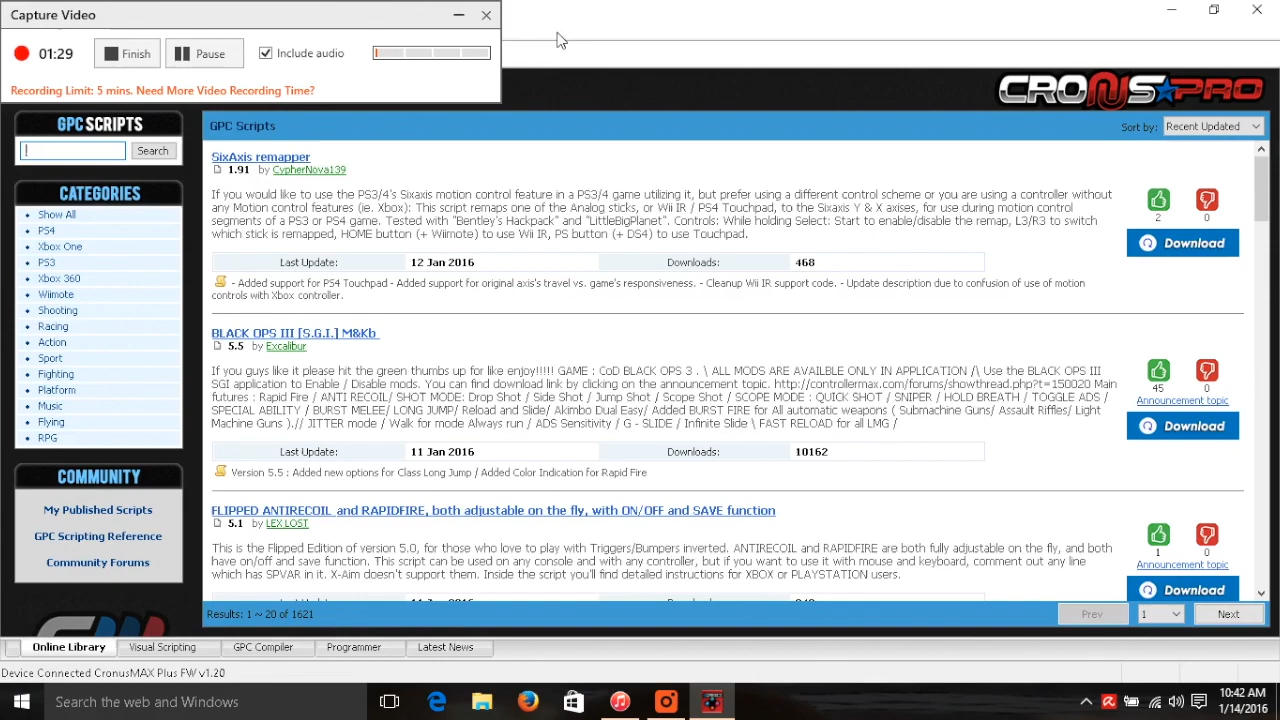 Capture Video
01:29
Finish
Pause
Include audio
Recording Limit: 5 mins. Need More Video Recording Time?
CRONUS PRO
GPC SCRIPTS
Search
CATEGORIES
Show All
PS4
Xbox One
PS3
Xbox 360
Wiimote
Shooting
Racing
Action
Sport
Fighting
Platform
Music
Flying
RPG
COMMUNITY
My Published Scripts
GPC Scripting Reference
Community Forums
GPC Scripts
Sort by: Recent Updated
SixAxis remapper
1.91 by CypherNova139
If you would like to use the PS3/4's Sixaxis motion control feature in a PS3/4 game utilizing it, but prefer using a different control scheme or you are using a controller without
any Motion control features (ie. Xbox): This script remaps one of the Analog sticks, or Wii IR / PS4 Touchpad, to the Sixaxis Y & X axises, for use during motion control
segments of a PS3 or PS4 game. Tested with "Bentley's Hackpack" and "LittleBigPlanet". Controls: While holding Select: Start to enable/disable the remap, L3/R3 to switch
which stick is remapped, HOME button (+ Wiimote) to use Wii IR, PS button (+ DS4) to use Touchpad.
2
0
Download
Last Update: 12 Jan 2016 Downloads: 468
- Added support for PS4 Touchpad - Added support for original axis's travel vs. game's responsiveness. - Cleanup Wii IR support code. - Update description due to confusion of use of motion
controls with Xbox controller.
BLACK OPS III [S.G.I.] M&Kb
5.5 by Excalibur
If you guys like it please hit the green thumbs up for like enjoy!!!!! GAME : CoD BLACK OPS 3 . \ ALL MODS ARE AVAILBLE ONLY IN APPLICATION /\ Use the BLACK OPS III
SGI application to Enable / Disable mods. You can find download link by clicking on the announcement topic. http://controllermax.com/forums/showthread.php?t=150020 Main
futures : Rapid Fire / ANTI RECOIL/ SHOT MODE: Drop Shot / Side Shot / Jump Shot / Scope Shot / SCOPE MODE : QUICK SHOT / SNIPER / HOLD BREATH / TOGGLE ADS /
SPECIAL ABILITY / BURST MELEE/ LONG JUMP/ Reload and Slide/ Akimbo Dual Easy/ Added BURST FIRE for All automatic weapons ( Submachine Guns/ Assault Riffles/ Light
Machine Guns ).// JITTER mode / Walk for mode Always run / ADS Sensitivity / G - SLIDE / Infinite Slide \ FAST RELOAD for all LMG /
45
0
Announcement topic
Download
Last Update: 11 Jan 2016 Downloads: 10162
Version 5.5 : Added new options for Class Long Jump / Added Color Indication for Rapid Fire
FLIPPED ANTIRECOIL and RAPIDFIRE, both adjustable on the fly, with ON/OFF and SAVE function
5.1 by LEX LOST
This is the Flipped Edition of version 5.0, for those who love to play with Triggers/Bumpers inverted. ANTIRECOIL and RAPIDFIRE are both fully adjustable on the fly, and both
have on/off and save function. This script can be used on any console and with any controller, but if you want to use it with mouse and keyboard, comment out any line
which has SPVAR in it. X-Aim doesn't support them. Inside the script you'll find detailed instructions for XBOX or PLAYSTATION users.
1
0
Announcement topic
Download
Results: 1 ~ 20 of 1621
Prev
1
Next
Online Library
Visual Scripting
GPC Compiler
Programmer
Latest News
Device Connected CronusMAX Plus FW v1.20
Search the web and Windows
10:42 AM
1/14/2016